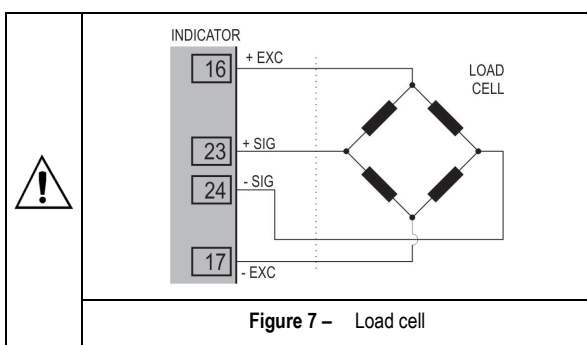 INDICATOR
16 + EXC
LOAD
CELL
23 + SIG
24 - SIG
17 - EXC
Figure 7 – Load cell